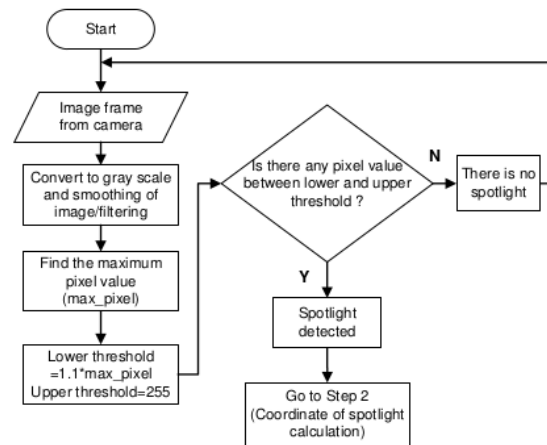 Start
Image frame
from camera
Convert to gray scale
and smoothing of
image/filtering
Find the maximum
pixel value
(max_pixel)
Lower threshold
=1.1*max_pixel
Upper threshold=255
Is there any pixel value
between lower and upper
threshold ?
N
There is no
spotlight
Y
Spotlight
detected
Go to Step 2
(Coordinate of spotlight
calculation)